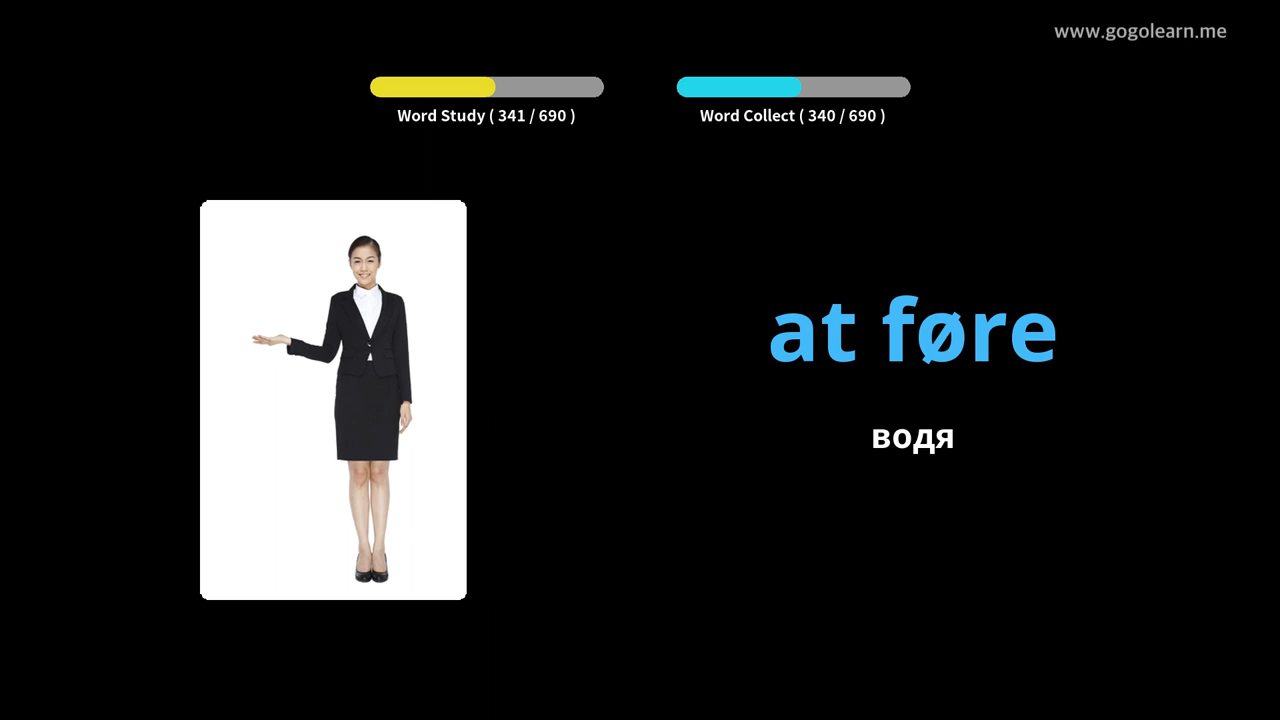 www.gogolearn.me
Word Study ( 341 / 690 )
Word Collect ( 340 / 690 )
at føre
водя